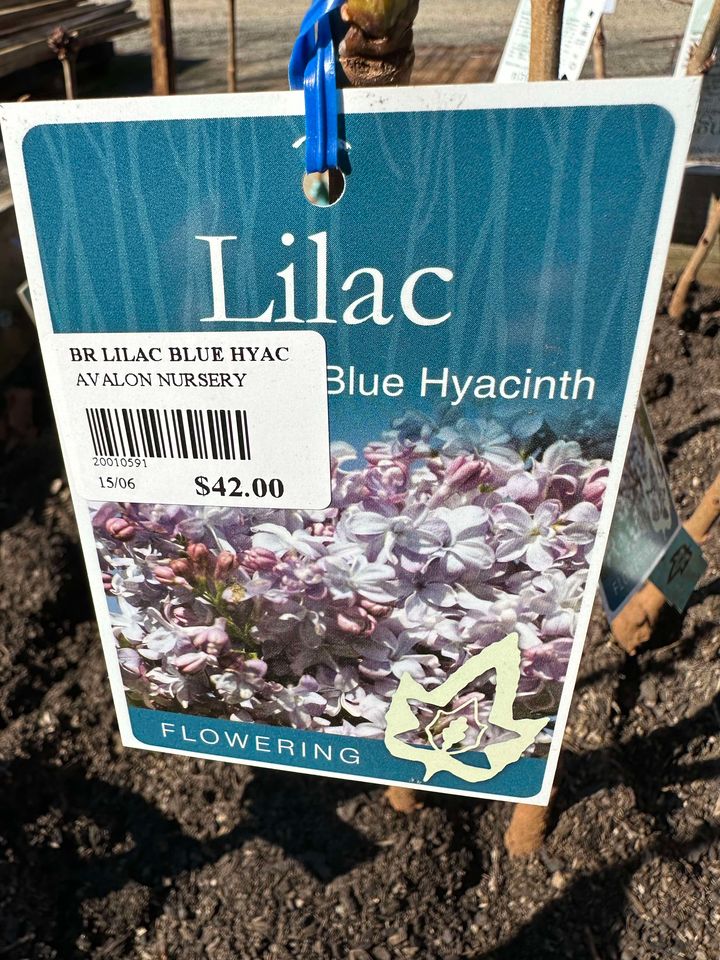 Lilac
Blue Hyacinth
BR LILAC BLUE HYAC
AVALON NURSERY
20010591
15/06 $42.00
FLOWERING